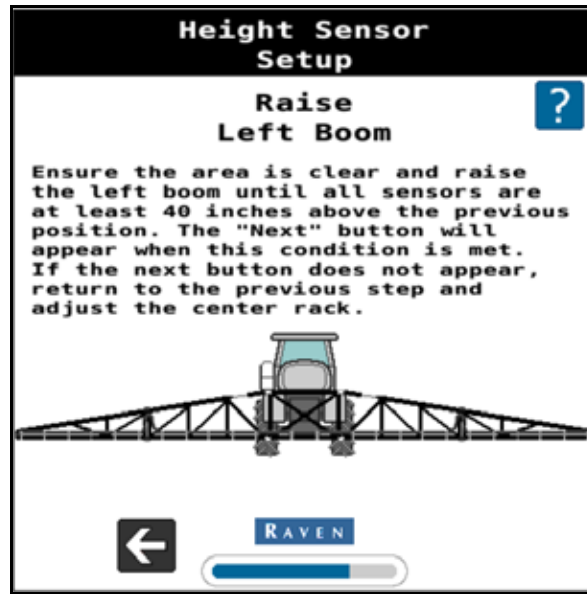 Height Sensor
Setup
Raise
Left Boom
?
Ensure the area is clear and raise
the left boom until all sensors are
at least 40 inches above the previous
position. The "Next" button will
appear when this condition is met.
If the next button does not appear,
return to the previous step and
adjust the center rack.
RAVEN